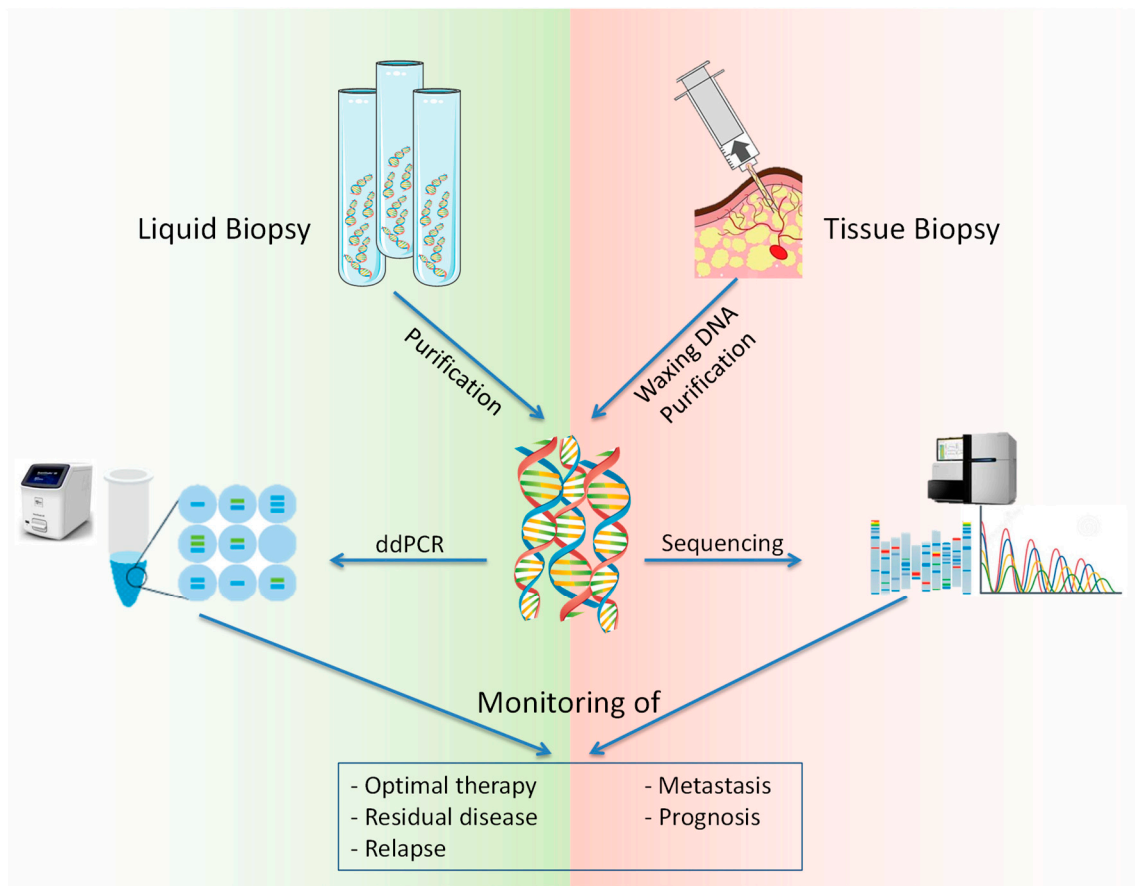 Liquid Biopsy
Tissue Biopsy
Purification
Waxing DNA
Purification
ddPCR
Sequencing
Monitoring of
- Optimal therapy
- Residual disease
- Relapse
- Metastasis
- Prognosis